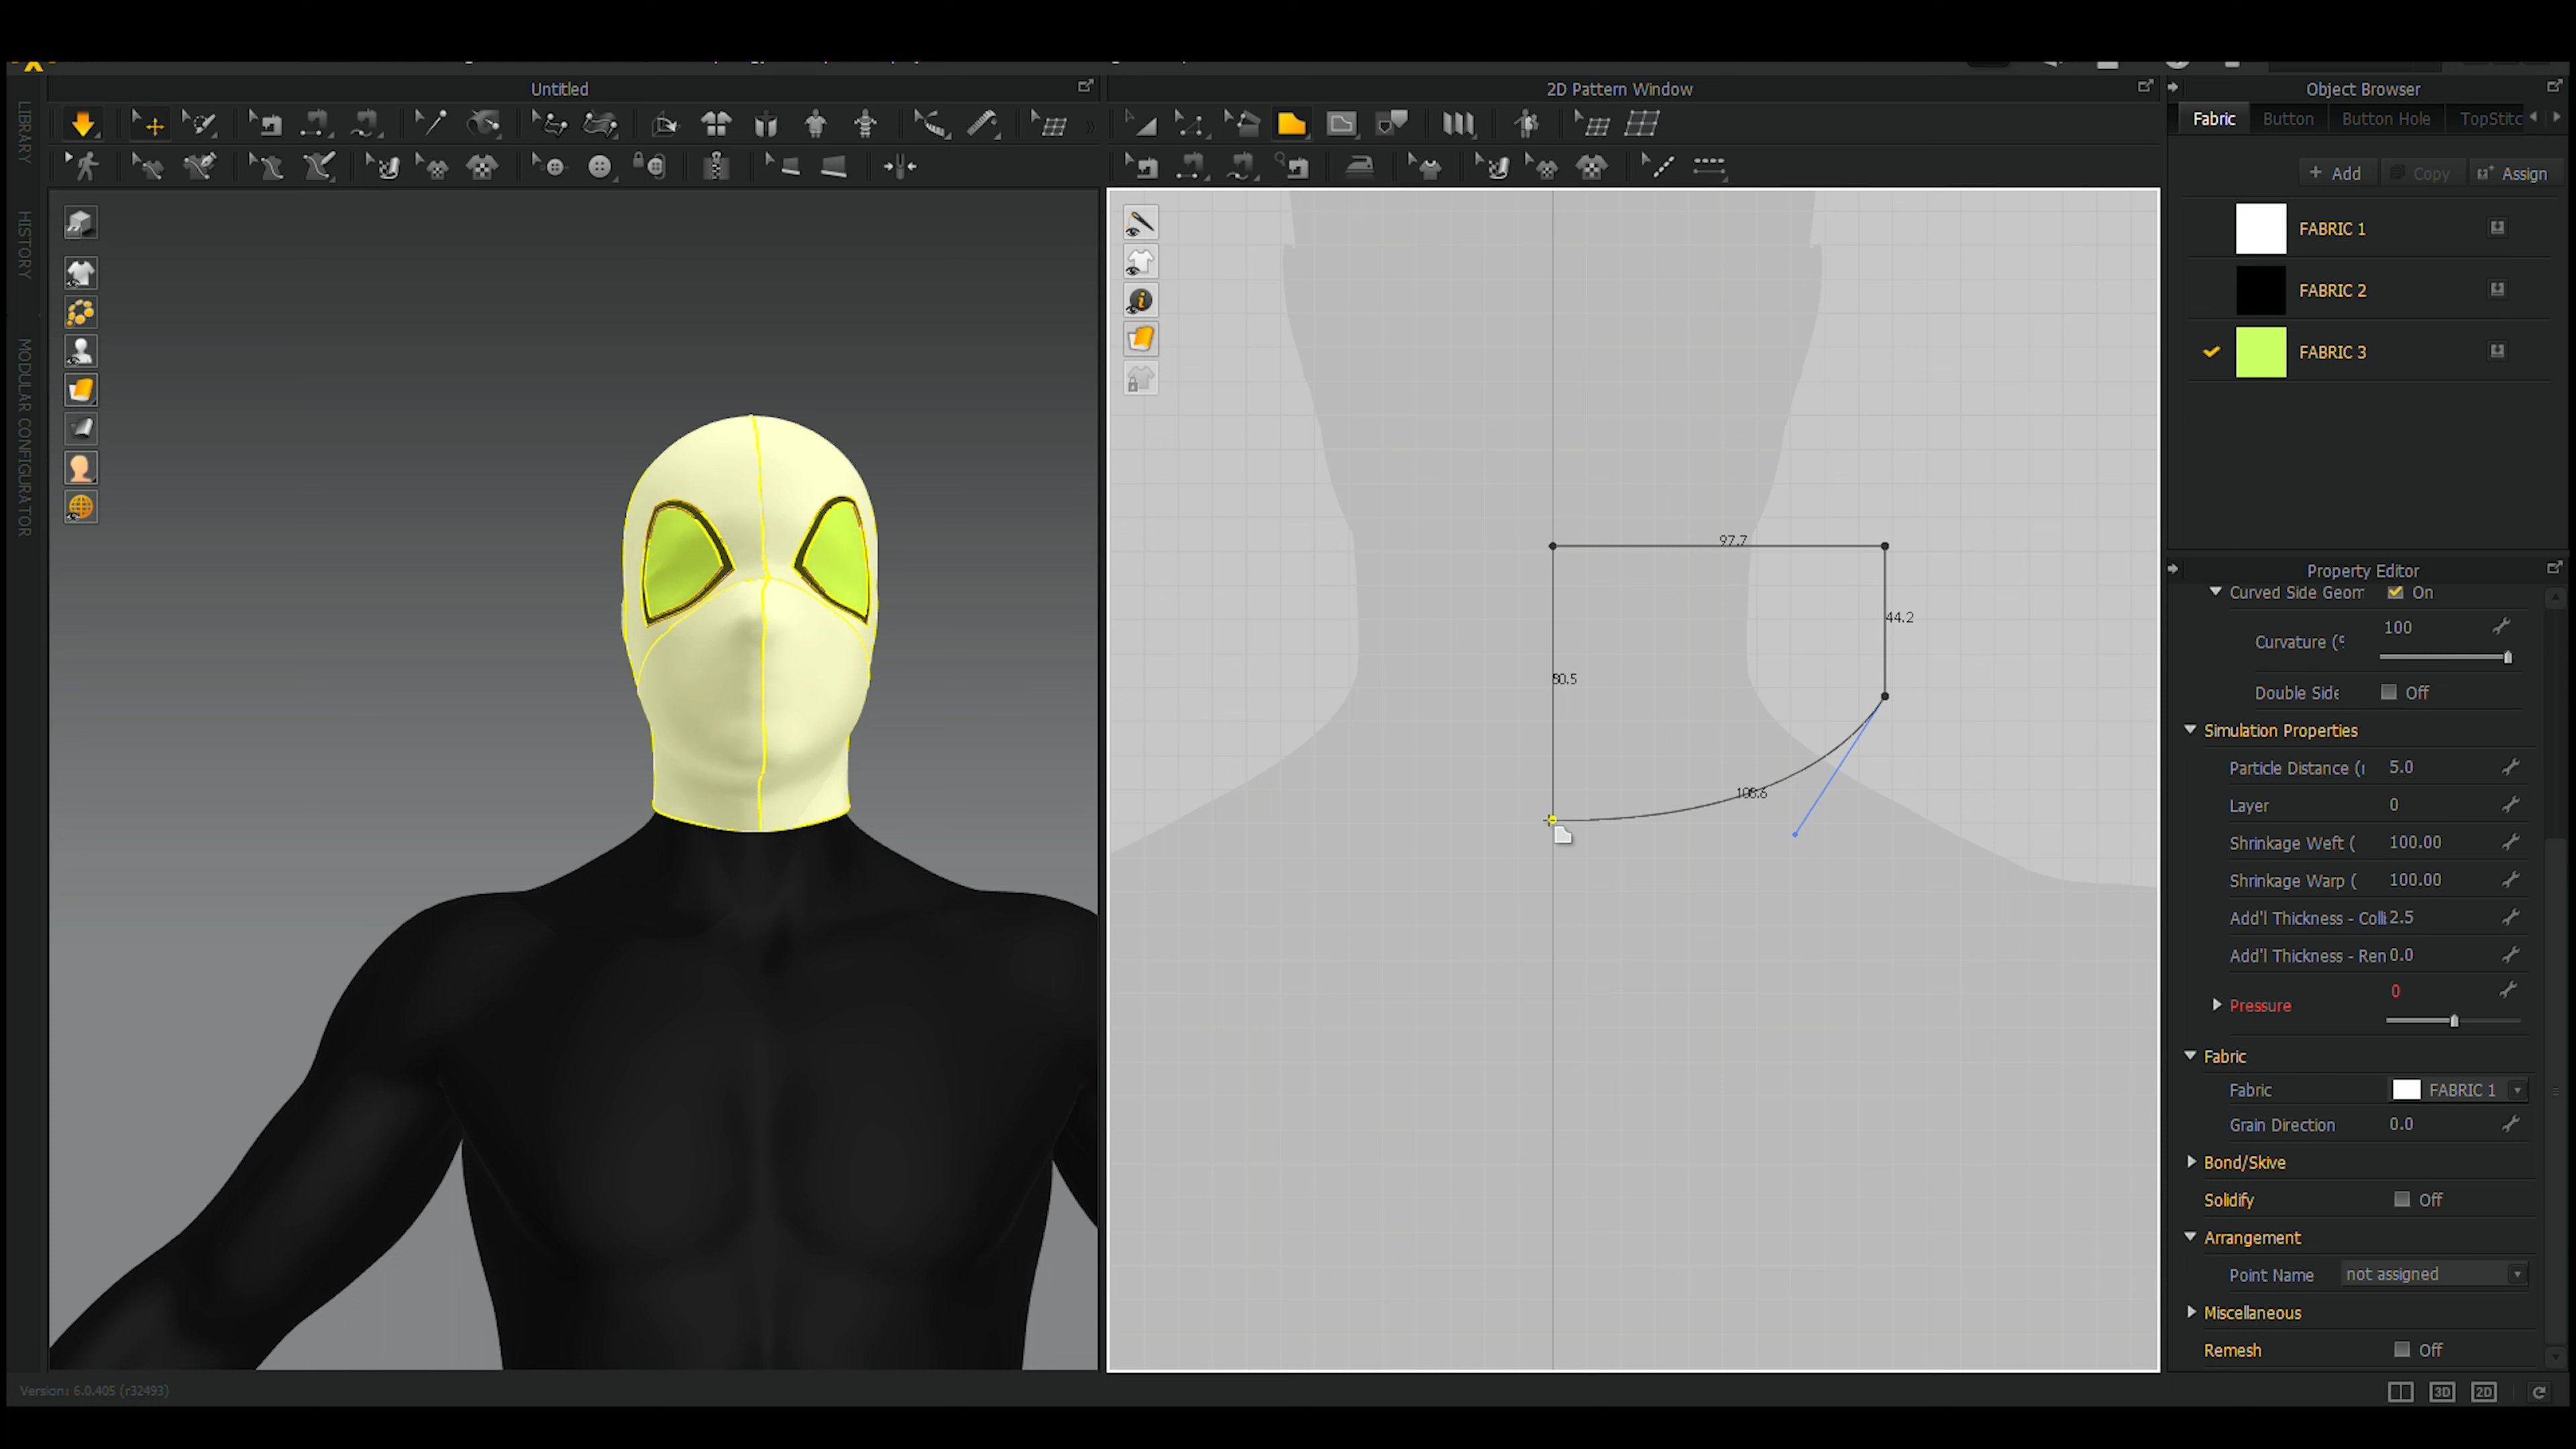 Untitled
2D Pattern Window
Object Browser
LIBRARY
HISTORY
MODULAR CONFIGURATOR
Fabric
Button
Button Hole
TopStitc
+ Add
Copy
Assign
FABRIC 1
FABRIC 2
FABRIC 3
97.7
44.2
80.5
Property Editor
Curved Side Geom
On
Curvature (%
100
Double Side
Off
Simulation Properties
Particle Distance (
5.0
Layer
0
Shrinkage Weft (
100.00
Shrinkage Warp (
100.00
Add'l Thickness - Colli
2.5
Add'l Thickness - Ren
0.0
Pressure
0
Fabric
Fabric
FABRIC 1
Grain Direction
0.0
Bond/Skive
Solidify
Off
Arrangement
Point Name
not assigned
Miscellaneous
Remesh
Off
Version: 6.0.405 (r32493)
3D
2D